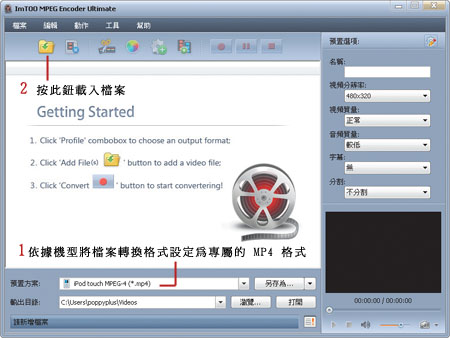 ImTOO MPEG Encoder Ultimate
檔案 編輯 動作 工具 幫助
2 按此鈕載入檔案
Getting Started
1. Click 'Profile' combobox to choose an output format;
2. Click 'Add File(s) ' button to add a video file;
3. Click 'Convert ' button to start convertering!
1依據機型將檔案轉換格式設定為專屬的 MP4 格式
預置方案: iPod touch MPEG-4 (*.mp4) 另存為...
輸出目錄: C:\Users\poppyplus\Videos 瀏覽... 打開
請新增檔案
預置選項:
名稱:
視頻分辨率:
480x320
視頻質量:
正常
音頻質量:
較低
字幕:
無
分割:
不分割
00:00:00 / 00:00:00